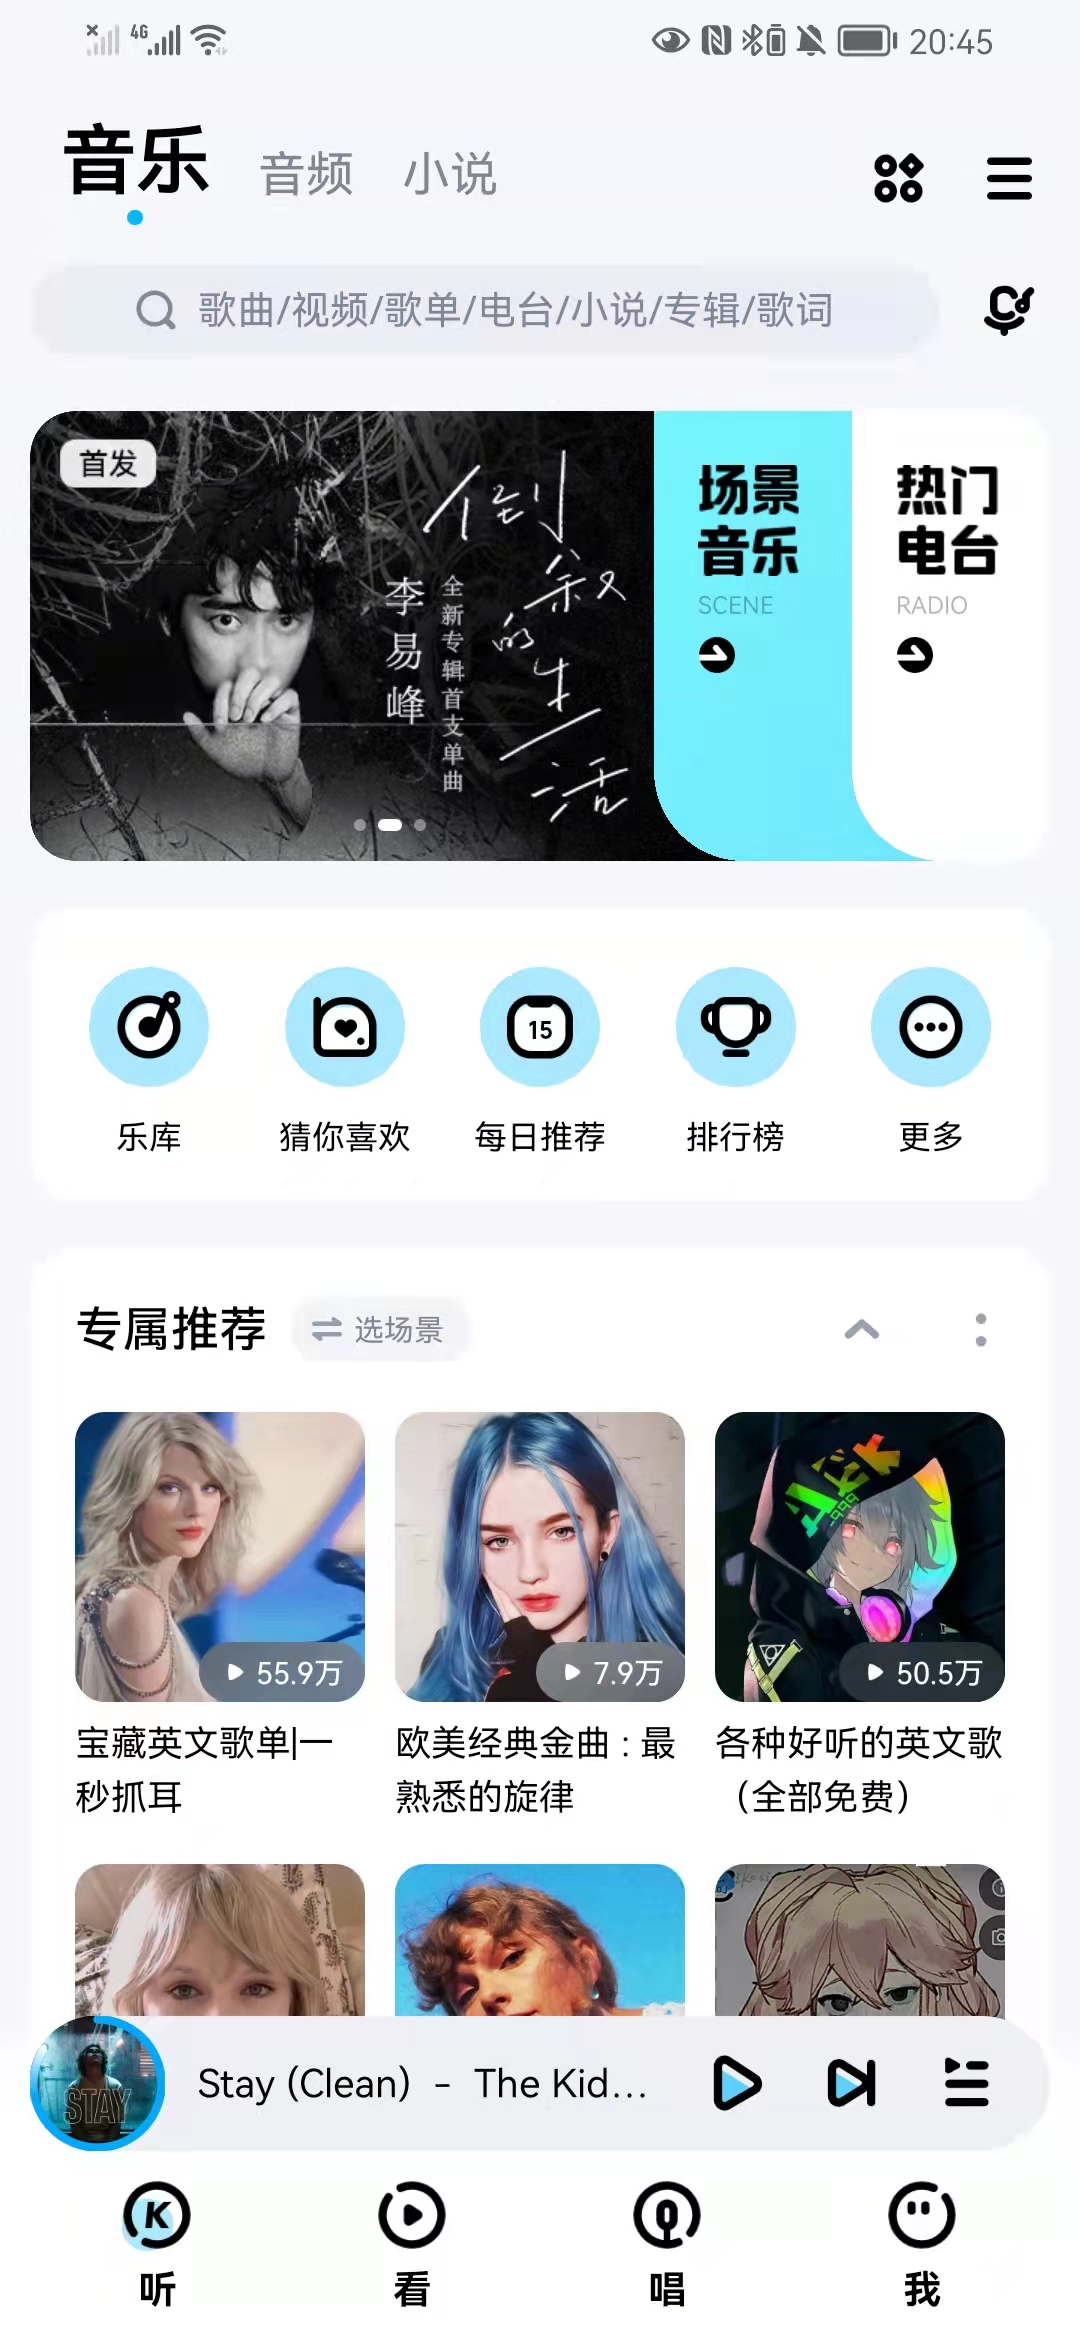 4G
20:45
音乐
音频
小说
歌曲/视频/歌单/电台/小说/专辑/歌词
首发
倒叙的生活
李易峰
全新专辑首支单曲
场景
音乐
SCENE
热门
电台
RADIO
15
乐库
猜你喜欢
每日推荐
排行榜
更多
专属推荐
选场景
55.9万
7.9万
50.5万
宝藏英文歌单|一
秒抓耳
欧美经典金曲：最
熟悉的旋律
各种好听的英文歌
（全部免费）
STAY
Stay (Clean) - The Kid...
K
听
看
唱
我